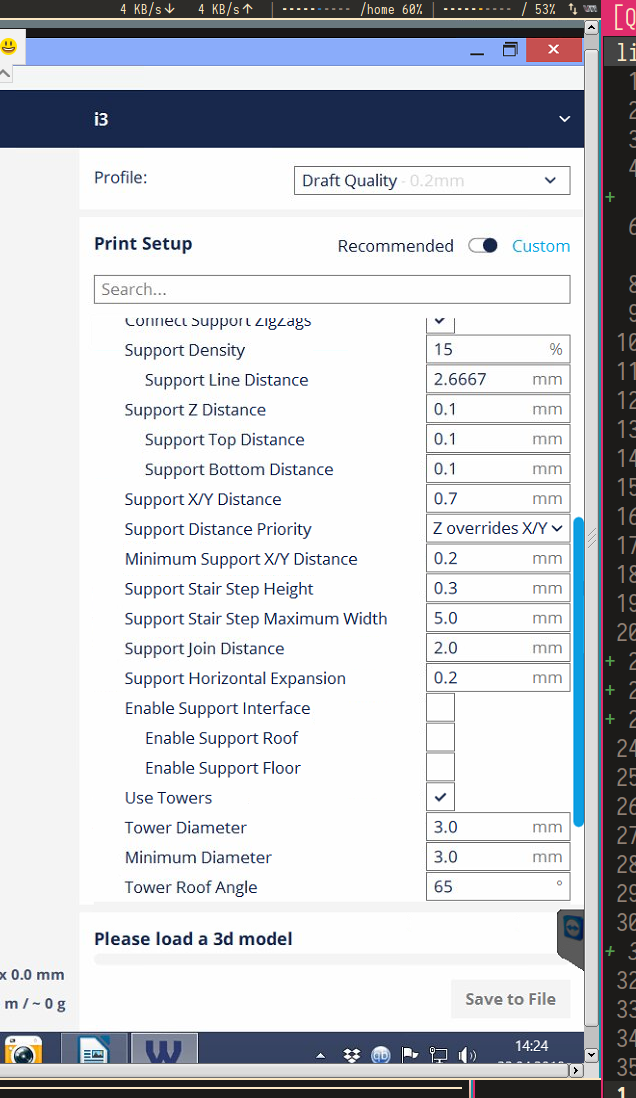 4 KB/s↓ 4 KB/s↑ | ---------- /home 60% | ---------- / 53%
[Q
li
i3
Profile: Draft Quality - 0.2mm
Print Setup Recommended Custom
Search...
Connect Support ZigZags
Support Density 15 %
Support Line Distance 2.6667 mm
Support Z Distance 0.1 mm
Support Top Distance 0.1 mm
Support Bottom Distance 0.1 mm
Support X/Y Distance 0.7 mm
Support Distance Priority Z overrides X/Y
Minimum Support X/Y Distance 0.2 mm
Support Stair Step Height 0.3 mm
Support Stair Step Maximum Width 5.0 mm
Support Join Distance 2.0 mm
Support Horizontal Expansion 0.2 mm
Enable Support Interface
Enable Support Roof
Enable Support Floor
Use Towers
Tower Diameter 3.0 mm
Minimum Diameter 3.0 mm
Tower Roof Angle 65 °
Please load a 3d model
x 0.0 mm
m / ~ 0 g
Save to File
14:24
1
2
3
4
+
6
8
9
10
11
12
13
14
15
16
17
18
19
20
+ 2
+ 2
+ 2
24
25
26
27
28
29
30
+ 3
32
33
34
35
1